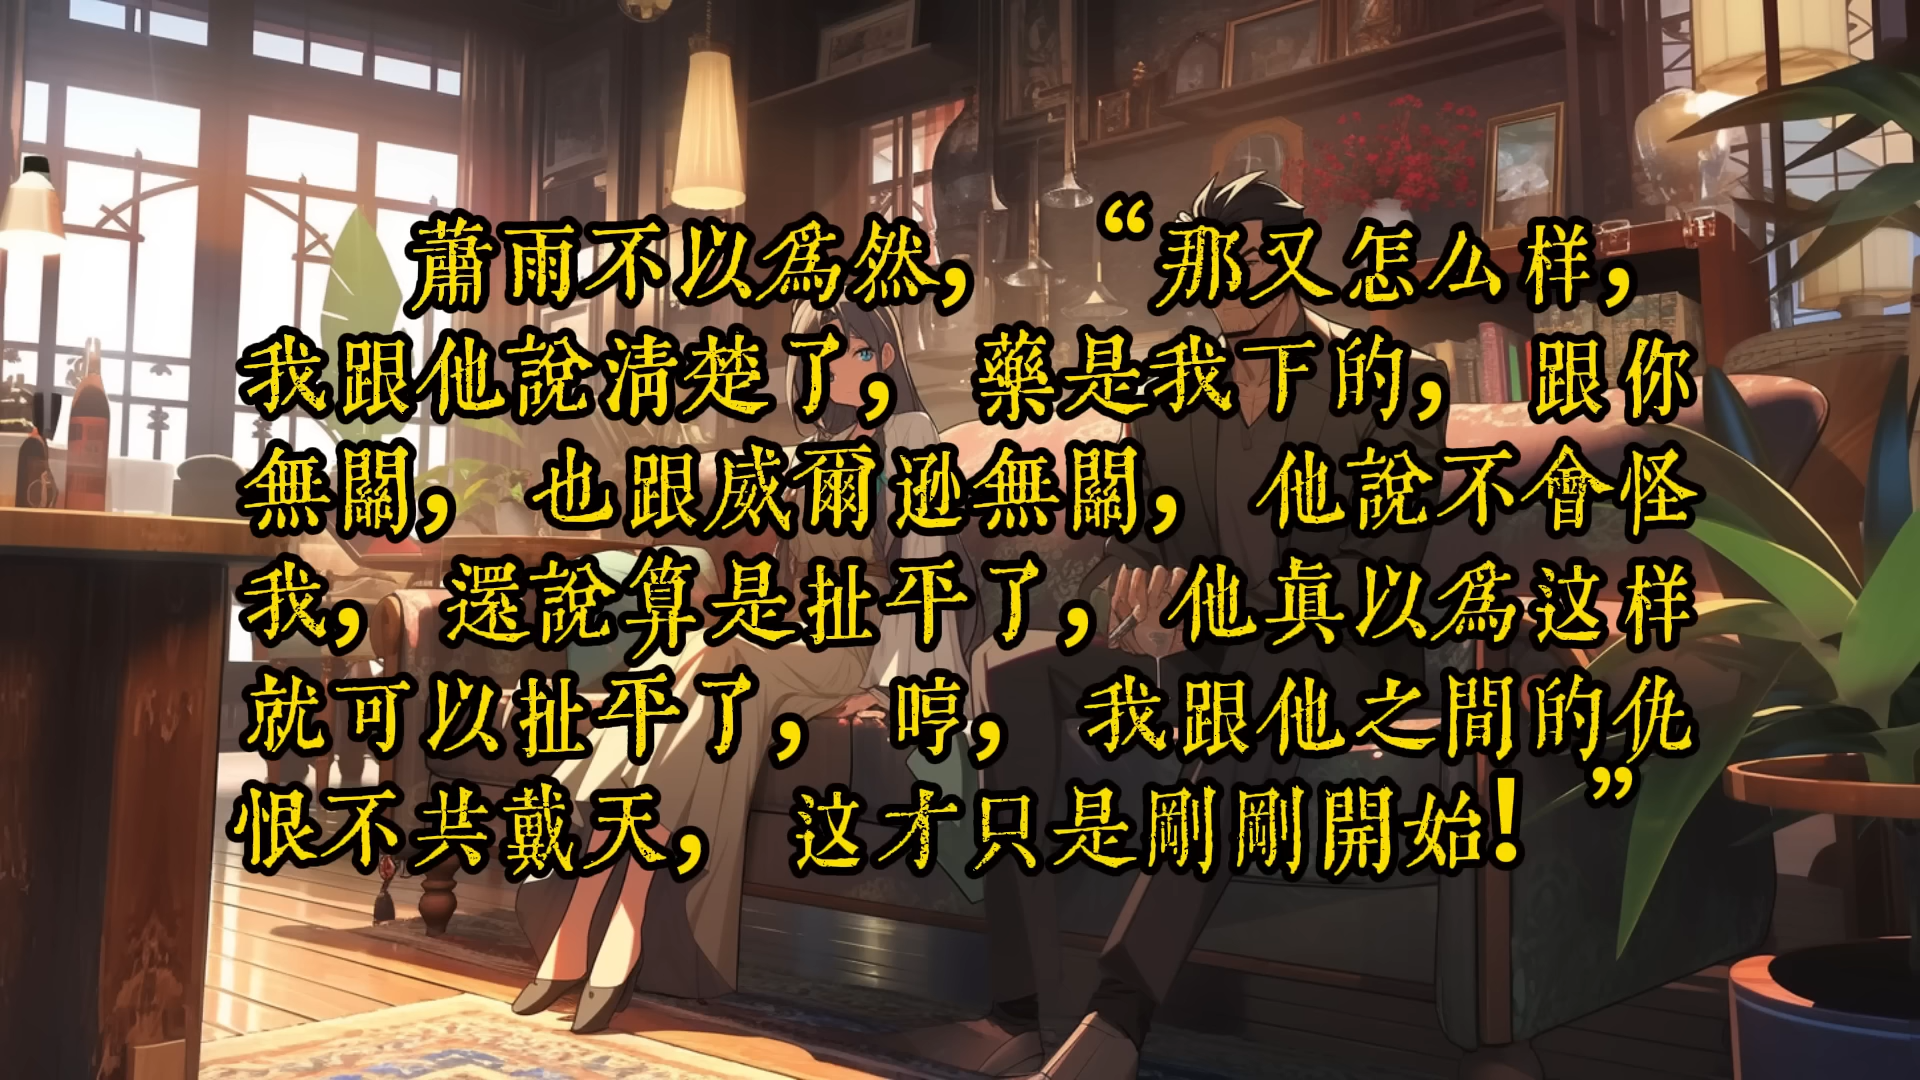 蕭雨不以為然，“那又怎么样，
我跟他說清楚了，藥是我下的，跟你
無關，也跟威爾遜無關，他說不會怪
我，還說算是扯平了，他真以為这样
就可以扯平了，哼，我跟他之間的仇
恨不共戴天，这才只是剛剛開始！”